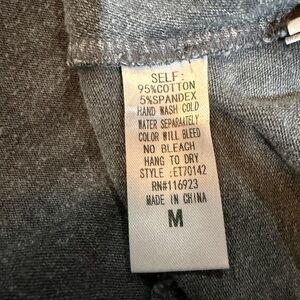 SELF:
95%COTTON
5%SPANDEX
HAND WASH COLD
WATER SEPARATELY
COLOR WILL BLEED
NO BLEACH
HANG TO DRY
STYLE :ET70142
RN#116923
MADE IN CHINA
M